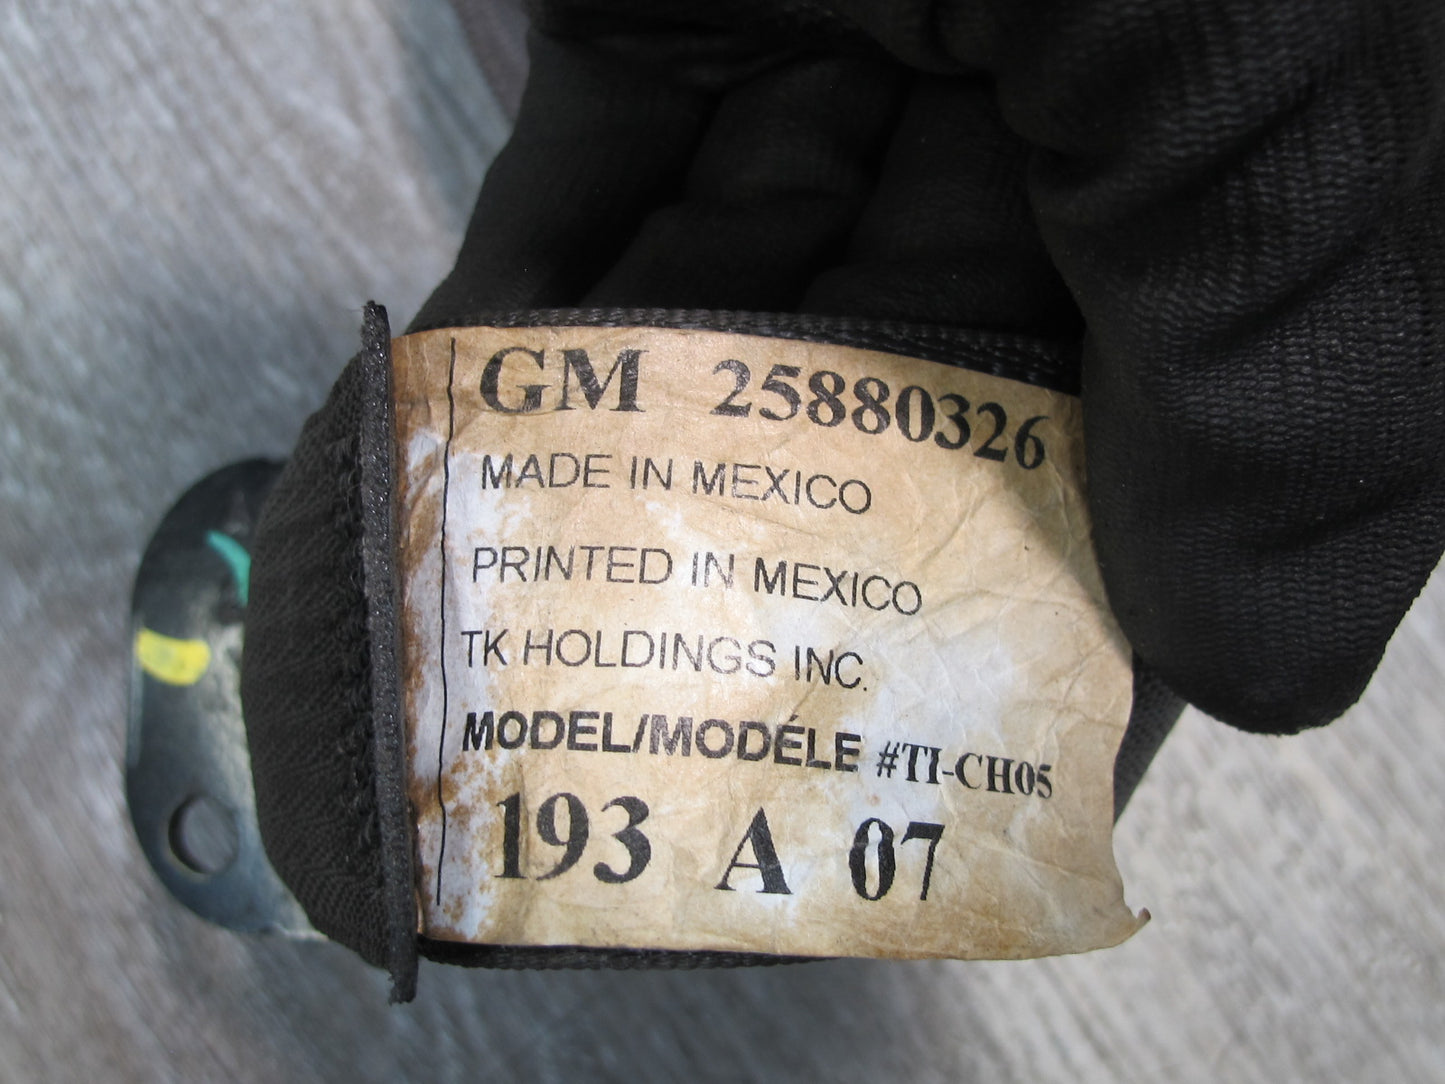 GM 25880326
MADE IN MEXICO
PRINTED IN MEXICO
TK HOLDINGS INC.
MODEL/MODÉLE #TI-CH05
193 A 07